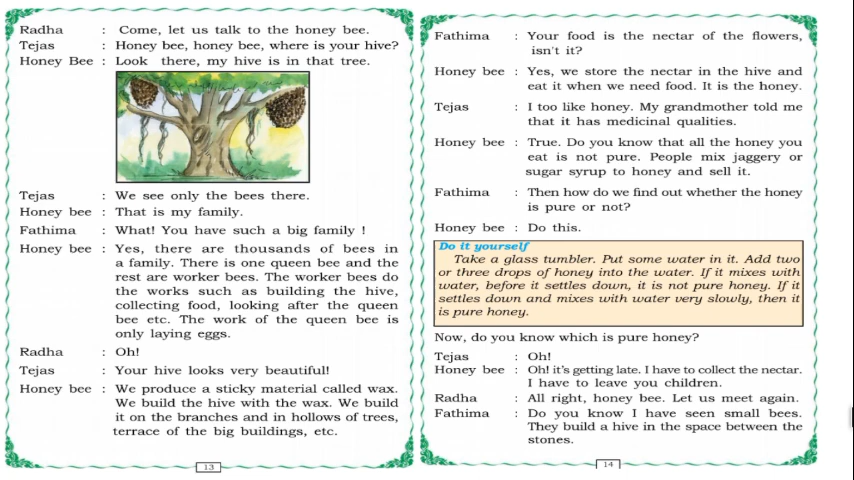 Radha : Come, let us talk to the honey bee.
Tejas : Honey bee, honey bee, where is your hive?
Honey Bee : Look there, my hive is in that tree.
Tejas : We see only the bees there.
Honey bee : That is my family.
Fathima : What! You have such a big family !
Honey bee : Yes, there are thousands of bees in
a family. There is one queen bee and the
rest are worker bees. The worker bees do
the works such as building the hive,
collecting food, looking after the queen
bee etc. The work of the queen bee is
only laying eggs.
Radha : Oh!
Tejas : Your hive looks very beautiful!
Honey bee : We produce a sticky material called wax.
We build the hive with the wax. We build
it on the branches and in hollows of trees,
terrace of the big buildings, etc.
13
Fathima : Your food is the nectar of the flowers,
isn't it?
Honey bee : Yes, we store the nectar in the hive and
eat it when we need food. It is the honey.
Tejas : I too like honey. My grandmother told me
that it has medicinal qualities.
Honey bee : True. Do you know that all the honey you
eat is not pure. People mix jaggery or
sugar syrup to honey and sell it.
Fathima : Then how do we find out whether the honey
is pure or not?
Honey bee : Do this.
Do it yourself
Take a glass tumbler. Put some water in it. Add two
or three drops of honey into the water. If it mixes with
water, before it settles down, it is not pure honey. If it
settles down and mixes with water very slowly, then it
is pure honey.
Now, do you know which is pure honey?
Tejas : Oh!
Honey bee : Oh! it's getting late. I have to collect the nectar.
I have to leave you children.
Radha : All right, honey bee. Let us meet again.
Fathima : Do you know I have seen small bees.
They build a hive in the space between the
stones.
14